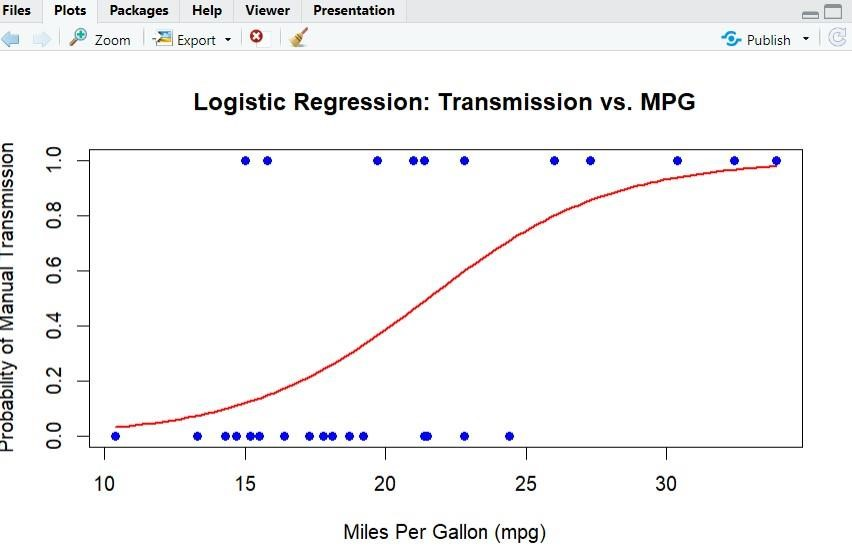 Files Plots Packages Help Viewer Presentation
Zoom Export Publish
Logistic Regression: Transmission vs. MPG
Probability of Manual Transmission
1.0
0.8
0.6
0.4
0.2
0.0
10 15 20 25 30
Miles Per Gallon (mpg)